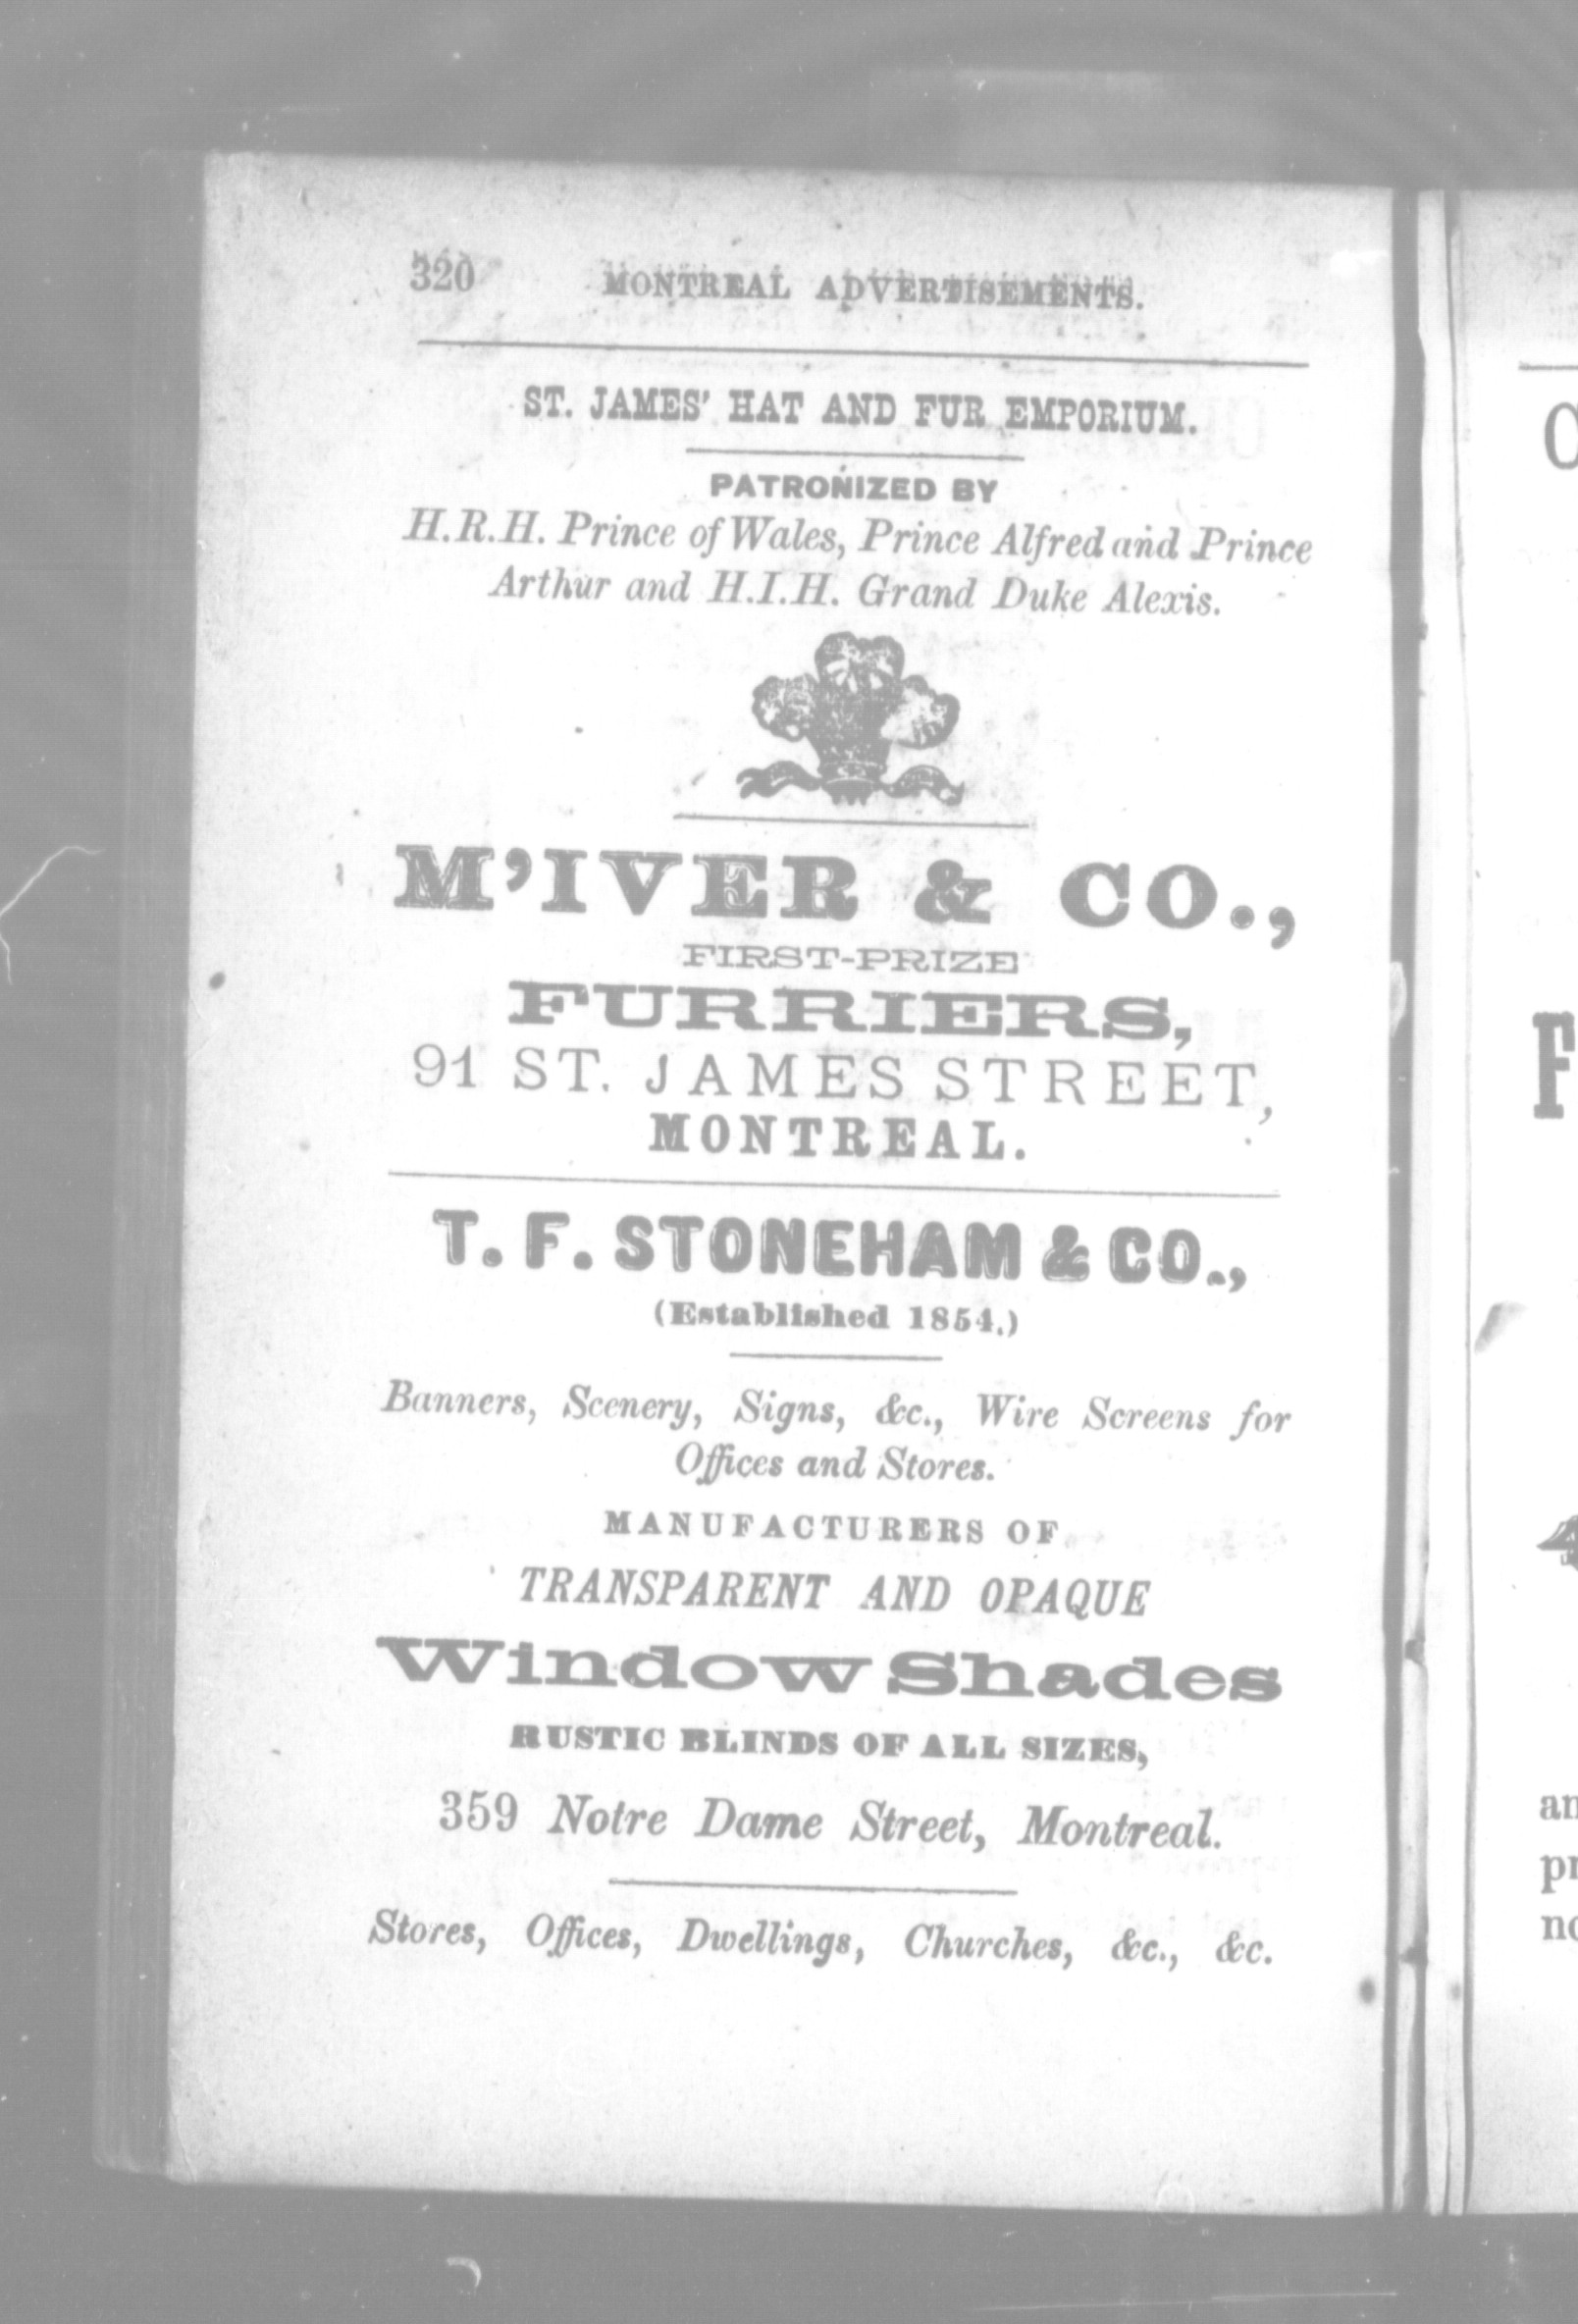 320 MONTREAL ADVERTISEMENTS.
ST. JAMES' HAT AND FUR EMPORIUM.
PATRONIZED BY
H.R.H. Prince of Wales, Prince Alfred and Prince
Arthur and H.I.H. Grand Duke Alexis.
M'IVER & CO.,
FIRST-PRIZE
FURRIERS,
91 ST. JAMES STREET,
MONTREAL.
T. F. STONEHAM & CO.,
(Established 1854.)
Banners, Scenery, Signs, &c., Wire Screens for
Offices and Stores.
MANUFACTURERS OF
TRANSPARENT AND OPAQUE
Window Shades
RUSTIC BLINDS OF ALL SIZES,
359 Notre Dame Street, Montreal.
Stores, Offices, Dwellings, Churches, &c., &c.